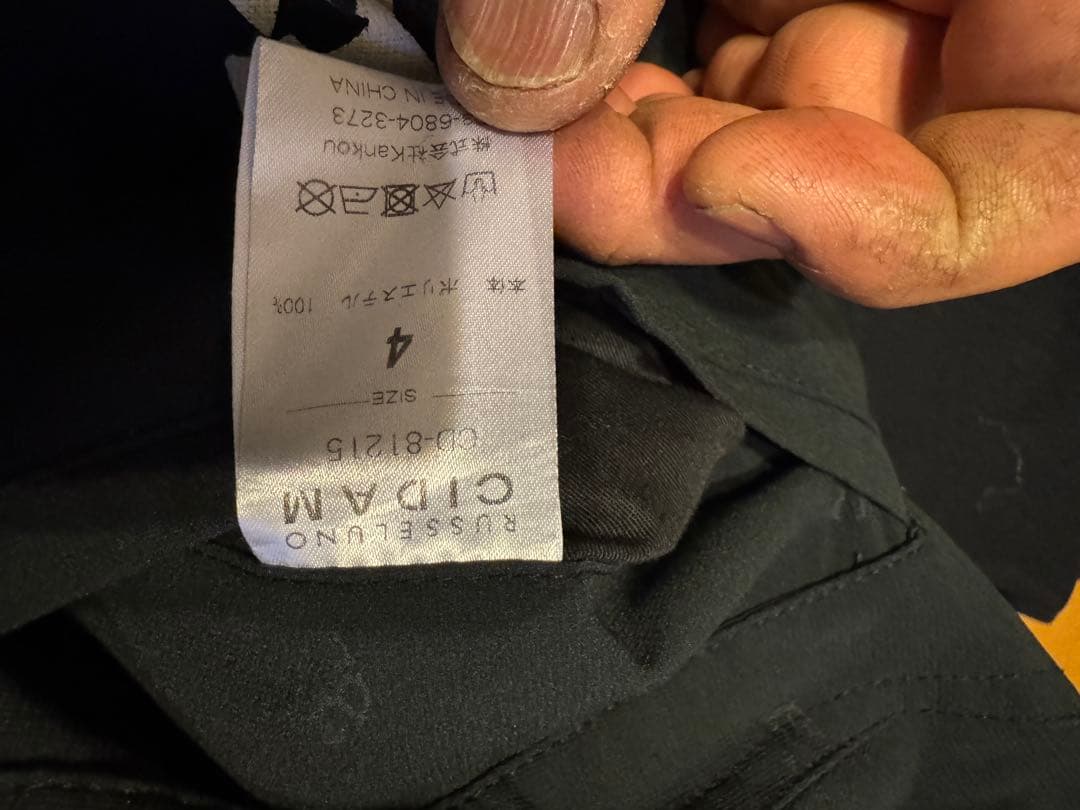 RUSSELUNO
CIDAM
CD-81215
SIZE
4
本体 ポリエステル 100%
株式会社Kankou
-6804-3273
E IN CHINA